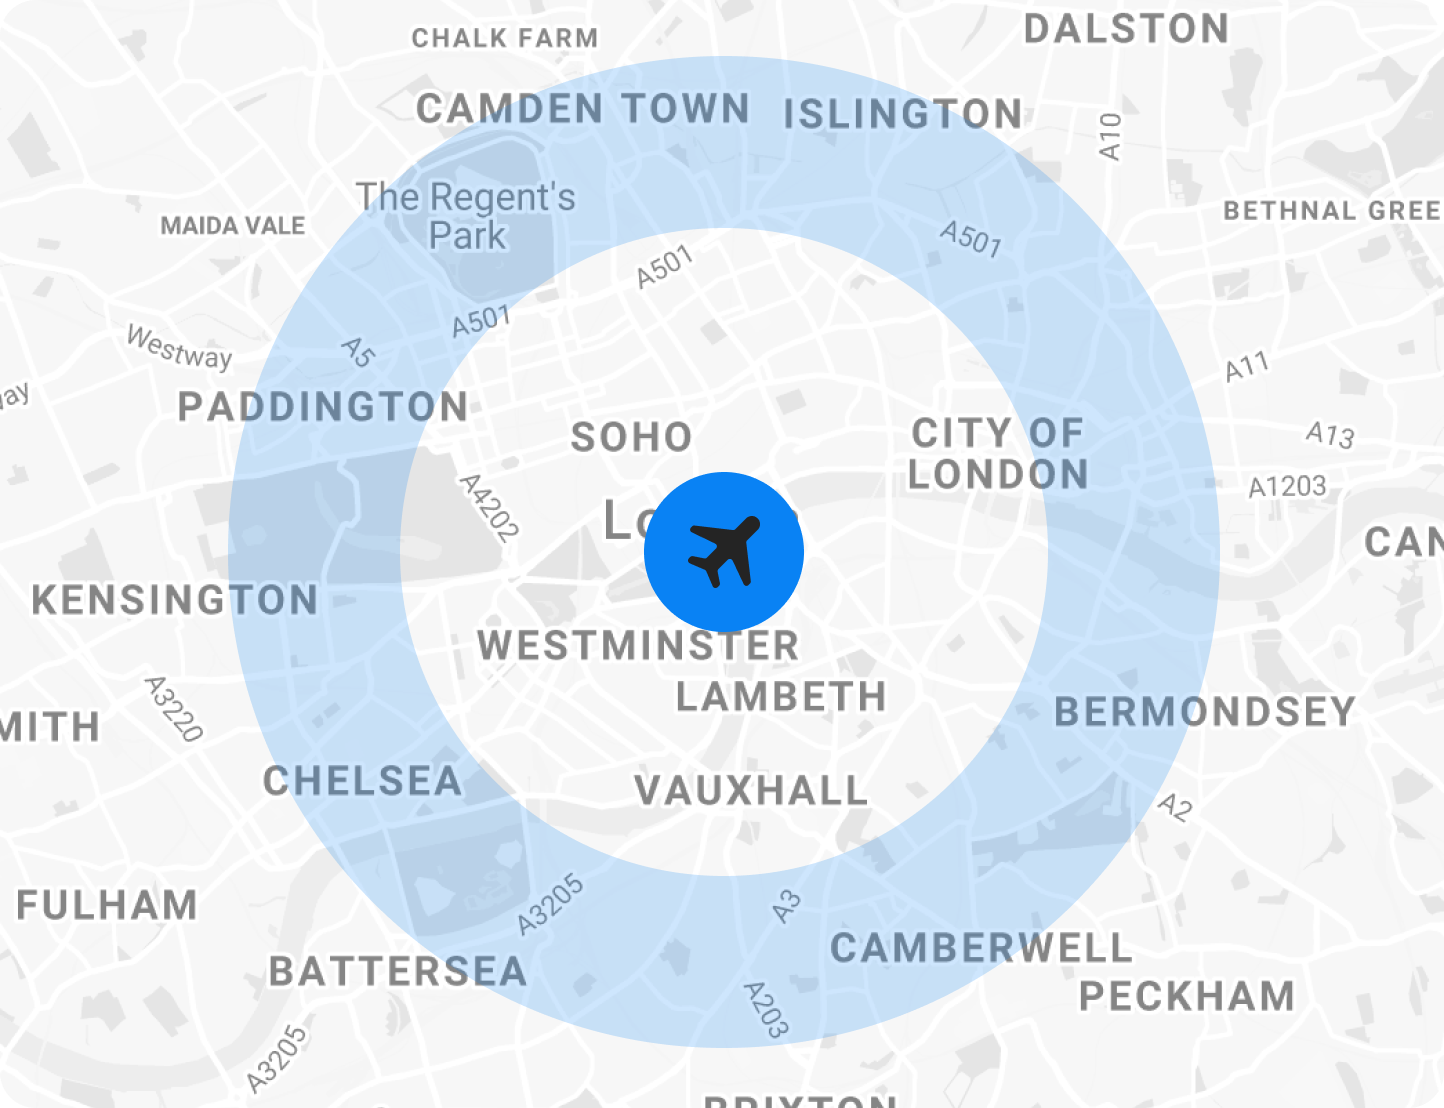 DALSTON
CHALK FARM
CAMDEN TOWN
ISLINGTON
A10
The Regent's
Park
MAIDA VALE
BETHNAL GREE
A501
A501
A501
Westway
A5
A11
ay
PADDINGTON
SOHO
CITY OF
LONDON
A13
A4202
A1203
Lo
CAN
KENSINGTON
WESTMINSTER
LAMBETH
A3220
MITH
BERMONDSEY
CHELSEA
VAUXHALL
A2
FULHAM
A3205
A3
CAMBERWELL
BATTERSEA
PECKHAM
A203
A3205
BRIXTON